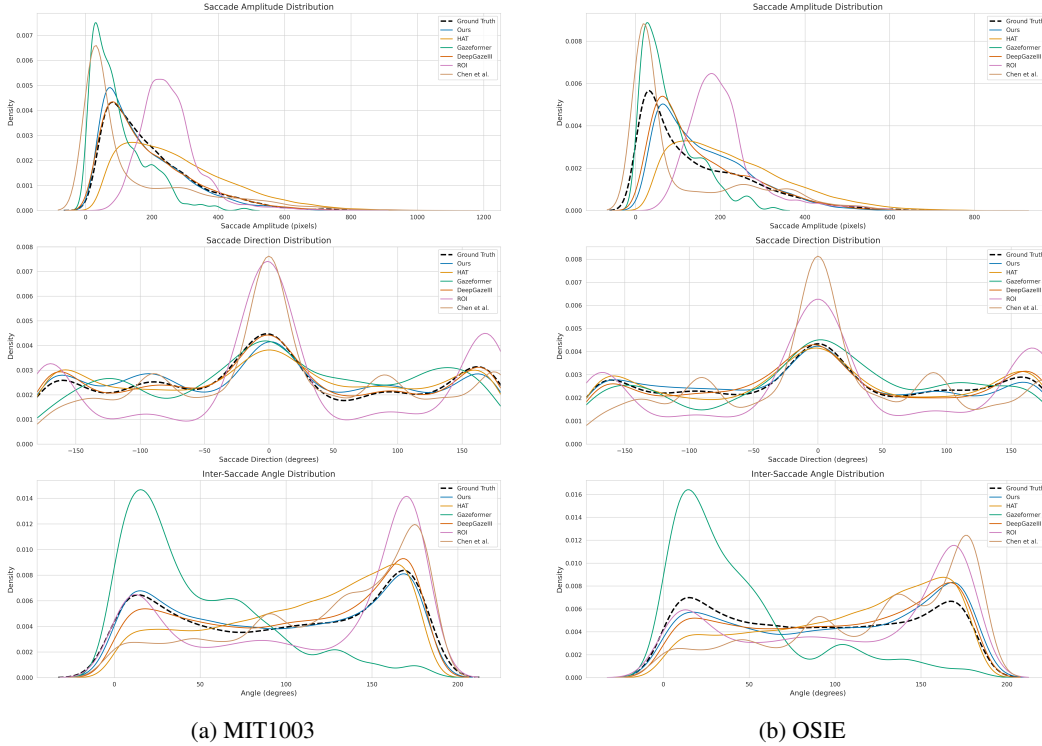 Saccade Amplitude Distribution
0.007
0.006
0.005
0.004
0.003
0.002
0.001
0.000
Density
0
200
400
600
800
1000
1200
Saccade Amplitude (pixels)
Ground Truth
Ours
HAT
Gazeformer
DeepGazeIII
ROI
Chen et al.
Saccade Direction Distribution
0.008
0.007
0.006
0.005
0.004
0.003
0.002
0.001
0.000
Density
−150
−100
−50
0
50
100
150
Saccade Direction (degrees)
Ground Truth
Ours
HAT
Gazeformer
DeepGazeIII
ROI
Chen et al.
Inter-Saccade Angle Distribution
0.014
0.012
0.010
0.008
0.006
0.004
0.002
0.000
Density
0
50
100
150
200
Angle (degrees)
Ground Truth
Ours
HAT
Gazeformer
DeepGazeIII
ROI
Chen et al.
(a) MIT1003
Saccade Amplitude Distribution
0.008
0.006
0.004
0.002
0.000
Density
0
200
400
600
800
Saccade Amplitude (pixels)
Ground Truth
Ours
HAT
Gazeformer
DeepGazeIII
ROI
Chen et al.
Saccade Direction Distribution
0.008
0.007
0.006
0.005
0.004
0.003
0.002
0.001
0.000
Density
−150
−100
−50
0
50
100
150
Saccade Direction (degrees)
Ground Truth
Ours
HAT
Gazeformer
DeepGazeIII
ROI
Chen et al.
Inter-Saccade Angle Distribution
0.016
0.014
0.012
0.010
0.008
0.006
0.004
0.002
0.000
Density
0
50
100
150
200
Angle (degrees)
Ground Truth
Ours
HAT
Gazeformer
DeepGazeIII
ROI
Chen et al.
(b) OSIE